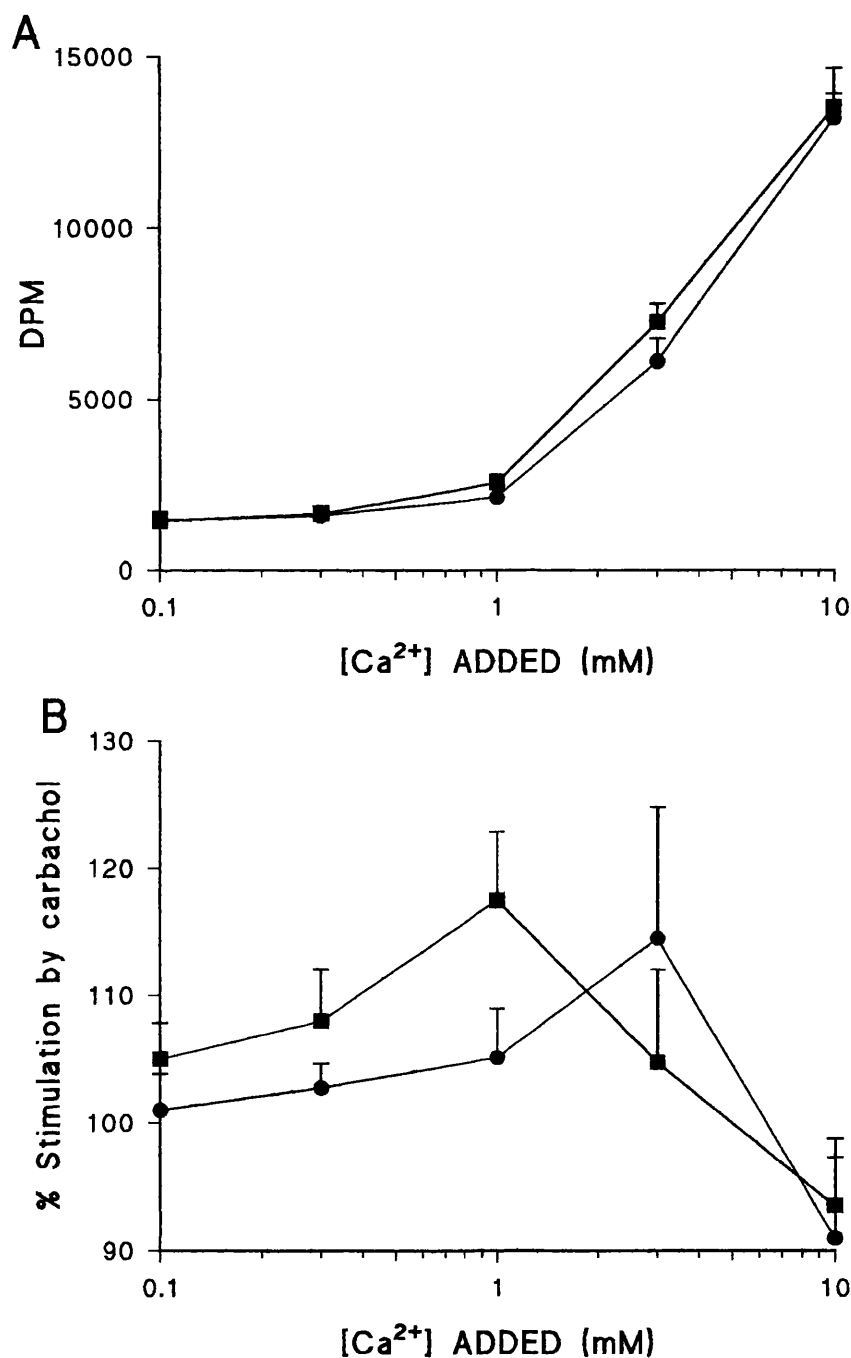 A
15000
10000
5000
0
DPM
0.1 1 10
[Ca²⁺] ADDED (mM)
B
130
120
110
100
90
% Stimulation by carbachol
0.1 1 10
[Ca²⁺] ADDED (mM)